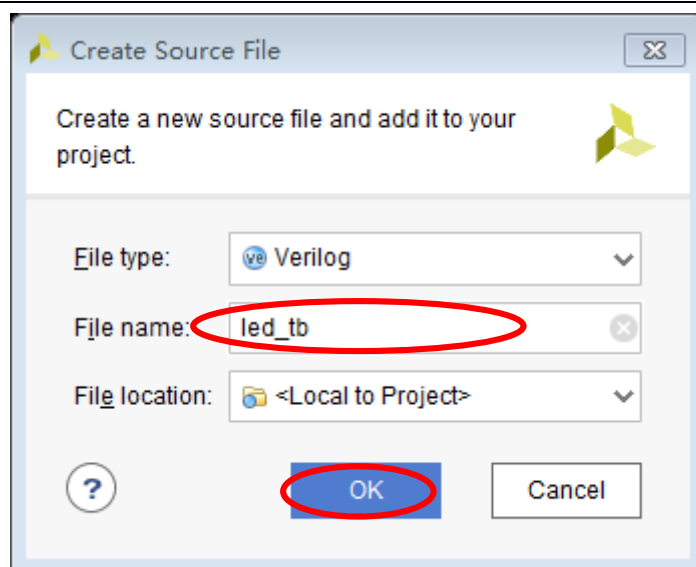 Create Source File
Create a new source file and add it to your
project.
File type:
ve Verilog
File name:
led_tb
File location:
<Local to Project>
?
OK
Cancel